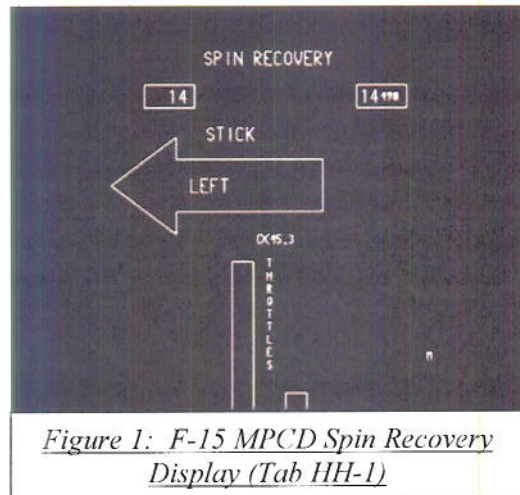 SPIN RECOVERY
14
14
STICK
LEFT
THROTTLES
M
Figure 1: F-15 MPCD Spin Recovery
Display (Tab HH-1)